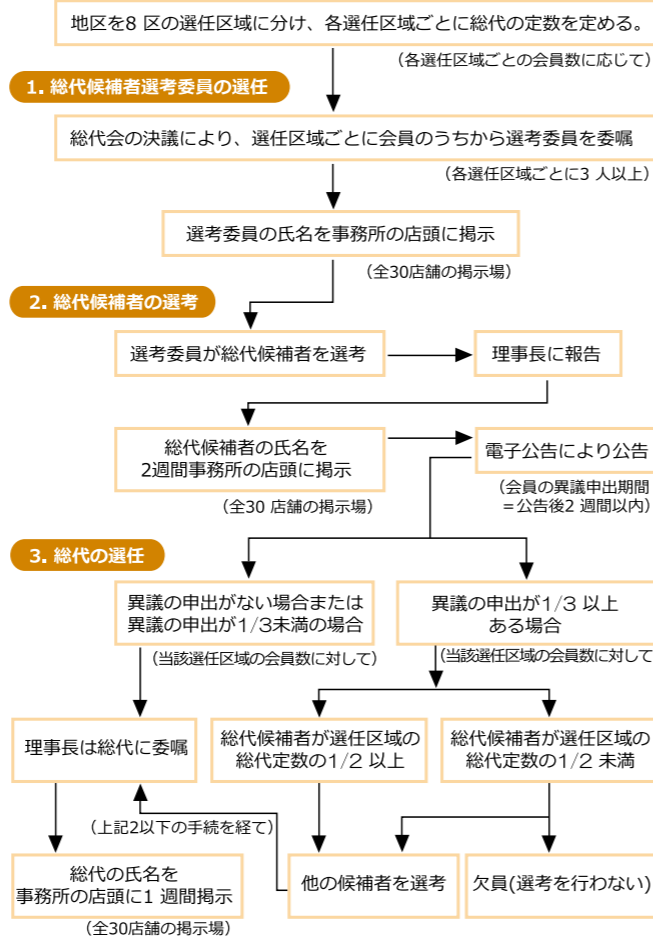 地区を8 区の選任区域に分け、各選任区域ごとに総代の定数を定める。
(各選任区域ごとの会員数に応じて)
1. 総代候補者選考委員の選任
総代会の決議により、選任区域ごとに会員のうちから選考委員を委嘱
(各選任区域ごとに3 人以上)
選考委員の氏名を事務所の店頭に掲示
(全30店舗の掲示場)
2. 総代候補者の選考
選考委員が総代候補者を選考
理事長に報告
総代候補者の氏名を
2週間事務所の店頭に掲示
(全30 店舗の掲示場)
電子公告により公告
(会員の異議申出期間
=公告後2 週間以内)
3. 総代の選任
異議の申出がない場合または
異議の申出が1/3未満の場合
(当該選任区域の会員数に対して)
異議の申出が1/3 以上
ある場合
(当該選任区域の会員数に対して
理事長は総代に委嘱
総代候補者が選任区域の
総代定数の1/2 以上
総代候補者が選任区域の
総代定数の1/2 未満
(上記2以下の手続を経て)
総代の氏名を
事務所の店頭に1 週間掲示
(全30店舗の掲示場)
他の候補者を選考
欠員(選考を行わない)